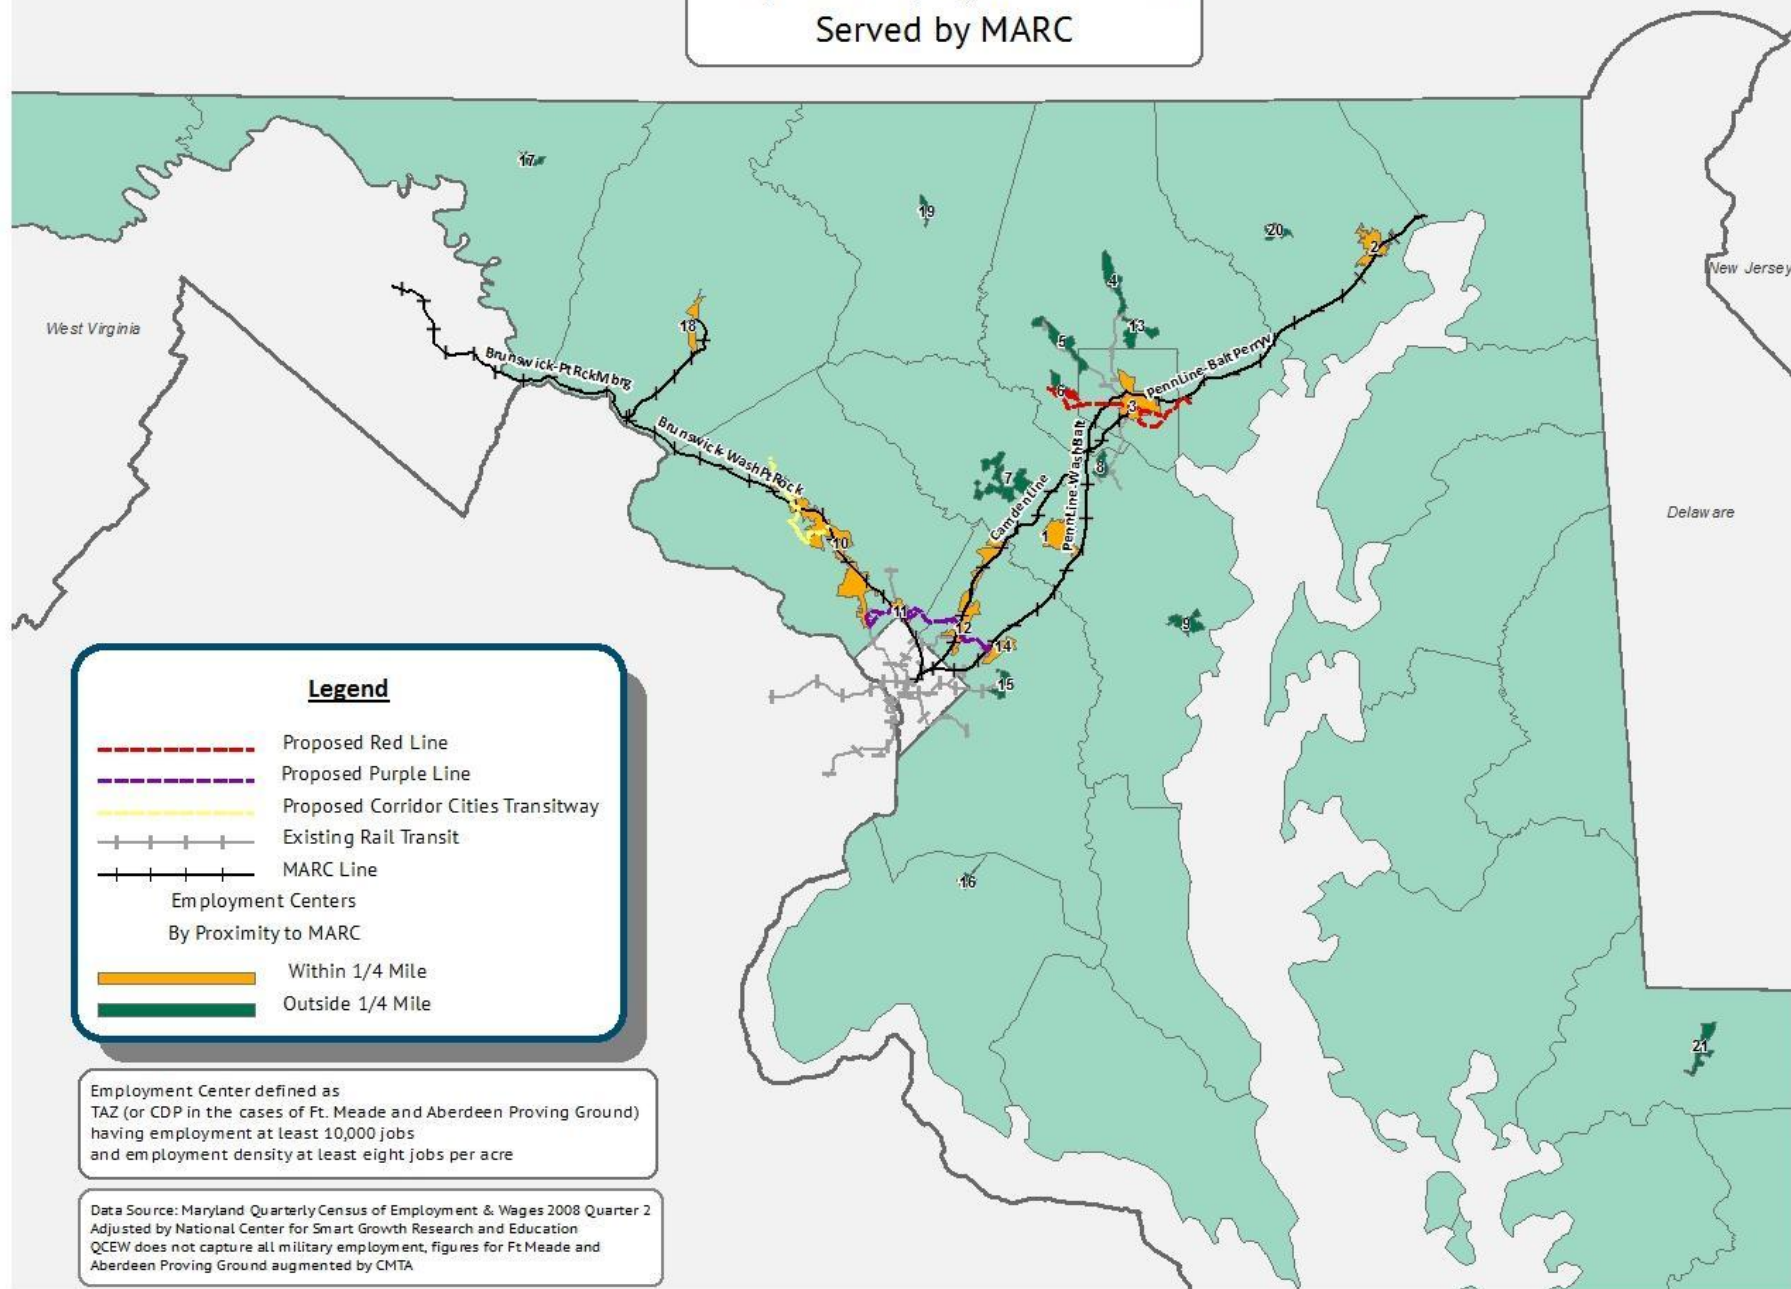 Served by MARC
17
19
20
2
New Jersey
4
West Virginia
18
13
5
Brunswick-PtRckMbrg
PennLine-BaltPerryV
6
3
Brunswick-WashPtRock
PennLine-WashBalt
8
7
CamdenLine
Delaware
1
10
11
9
12
14
15
Legend
Proposed Red Line
Proposed Purple Line
Proposed Corridor Cities Transitway
Existing Rail Transit
MARC Line
Employment Centers
By Proximity to MARC
Within 1/4 Mile
Outside 1/4 Mile
16
21
Employment Center defined as
TAZ (or CDP in the cases of Ft. Meade and Aberdeen Proving Ground)
having employment at least 10,000 jobs
and employment density at least eight jobs per acre
Data Source: Maryland Quarterly Census of Employment & Wages 2008 Quarter 2
Adjusted by National Center for Smart Growth Research and Education
QCEW does not capture all military employment, figures for Ft Meade and
Aberdeen Proving Ground augmented by CMTA